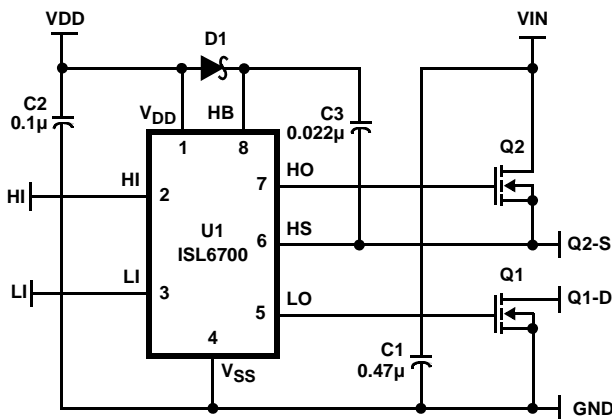 VDD
VIN
D1
C2
0.1µ
VDD
HB
C3
0.022µ
Q2
1
8
HI
HI
2
7
HO
U1
ISL6700
6
HS
Q2-S
LI
LI
3
5
LO
Q1
Q1-D
4
VSS
C1
0.47µ
GND